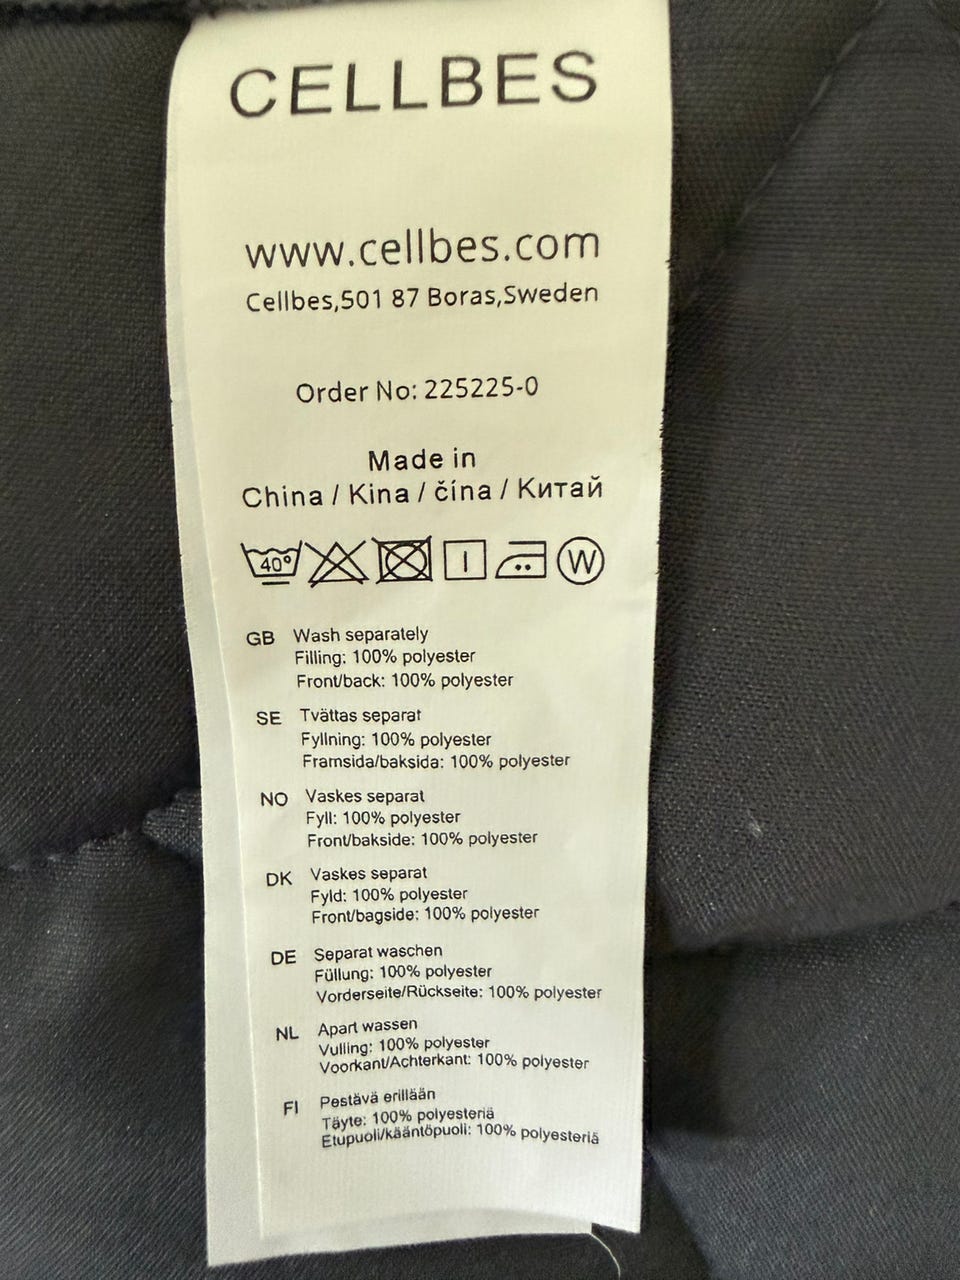 CELLBES
www.cellbes.com
Cellbes,501 87 Boras,Sweden
Order No: 225225-0
Made in
China / Kina / čína / Китай
40° I W
GB Wash separately
Filling: 100% polyester
Front/back: 100% polyester
SE Tvättas separat
Fyllning: 100% polyester
Framsida/baksida: 100% polyester
NO Vaskes separat
Fyll: 100% polyester
Front/bakside: 100% polyester
DK Vaskes separat
Fyld: 100% polyester
Front/bagside: 100% polyester
DE Separat waschen
Füllung: 100% polyester
Vorderseite/Rückseite: 100% polyester
NL Apart wassen
Vulling: 100% polyester
Voorkant/Achterkant: 100% polyester
FI Pestävä erillään
Täyte: 100% polyesteriä
Etupuoli/kääntöpuoli: 100% polyesteriä